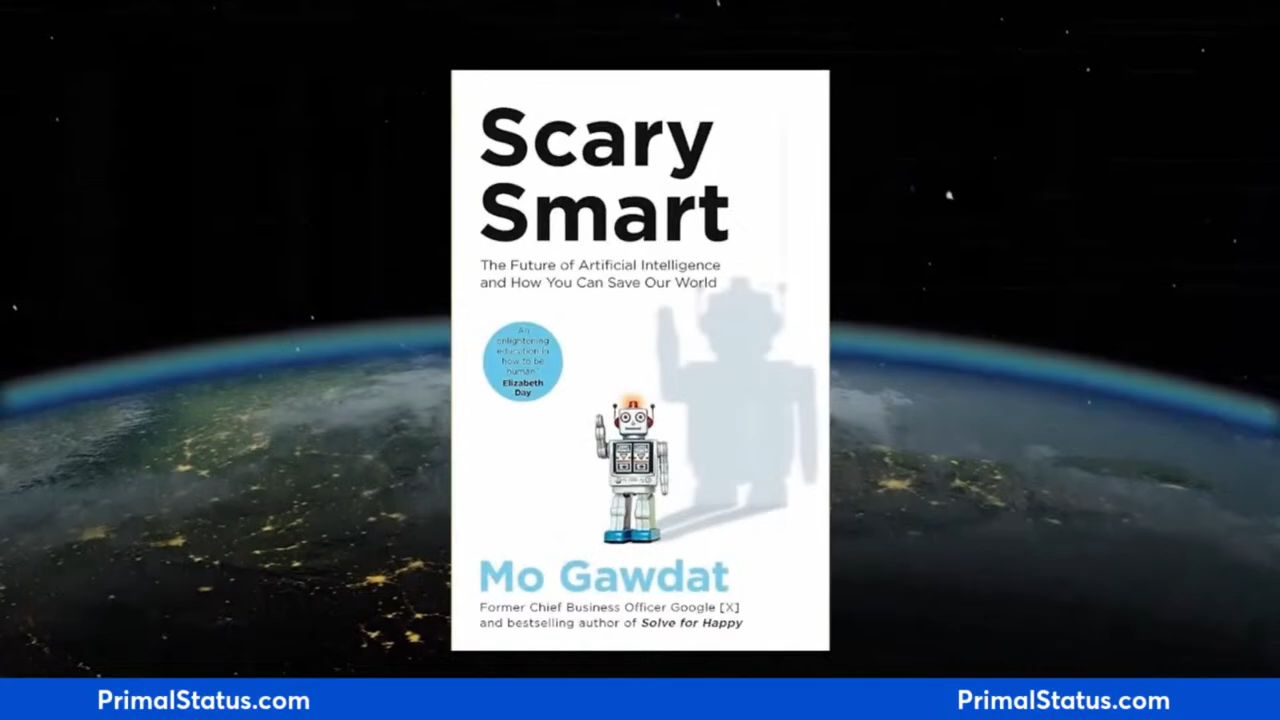 Scary
Smart
The Future of Artificial Intelligence
and How You Can Save Our World
An
enlightening
education in
how to be
human'
Elizabeth
Day
Mo Gawdat
Former Chief Business Officer Google [X]
and bestselling author of Solve for Happy
PrimalStatus.com
PrimalStatus.com